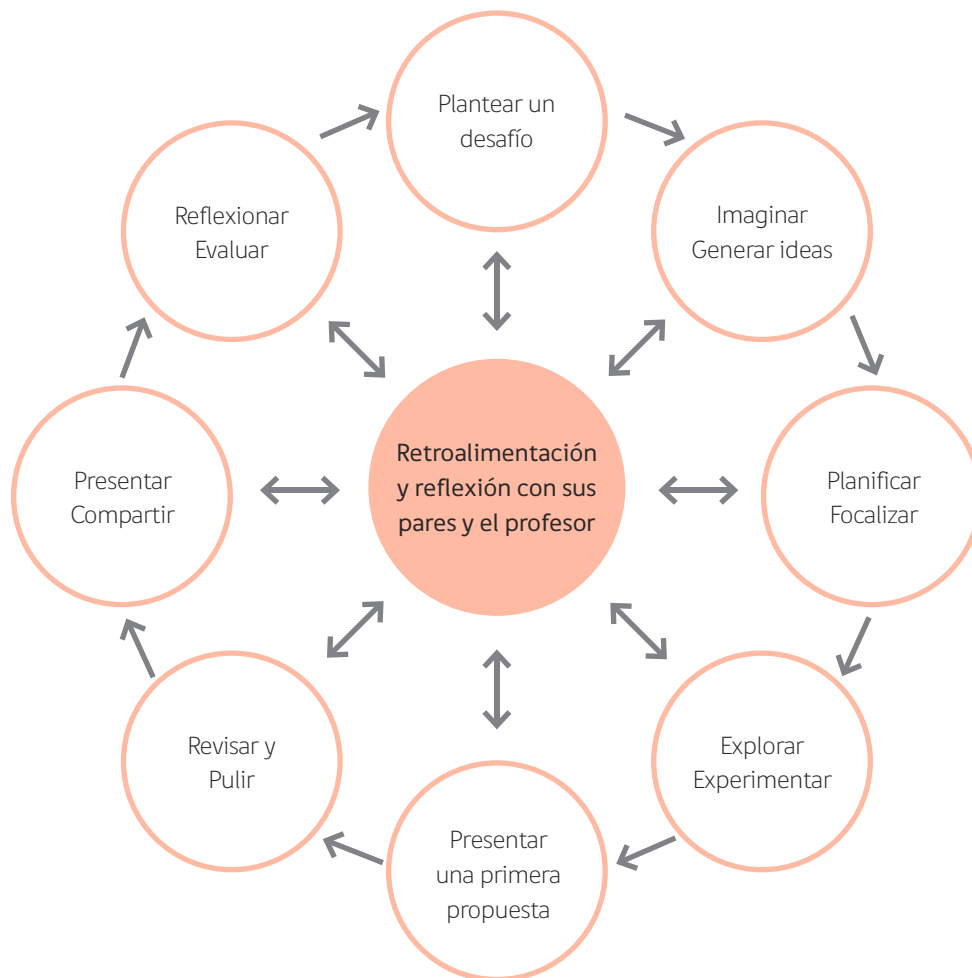 Plantear un
desafío
Imaginar
Generar ideas
Planificar
Focalizar
Explorar
Experimentar
Presentar
una primera
propuesta
Revisar y
Pulir
Presentar
Compartir
Reflexionar
Evaluar
Retroalimentación
y reflexión con sus
pares y el profesor